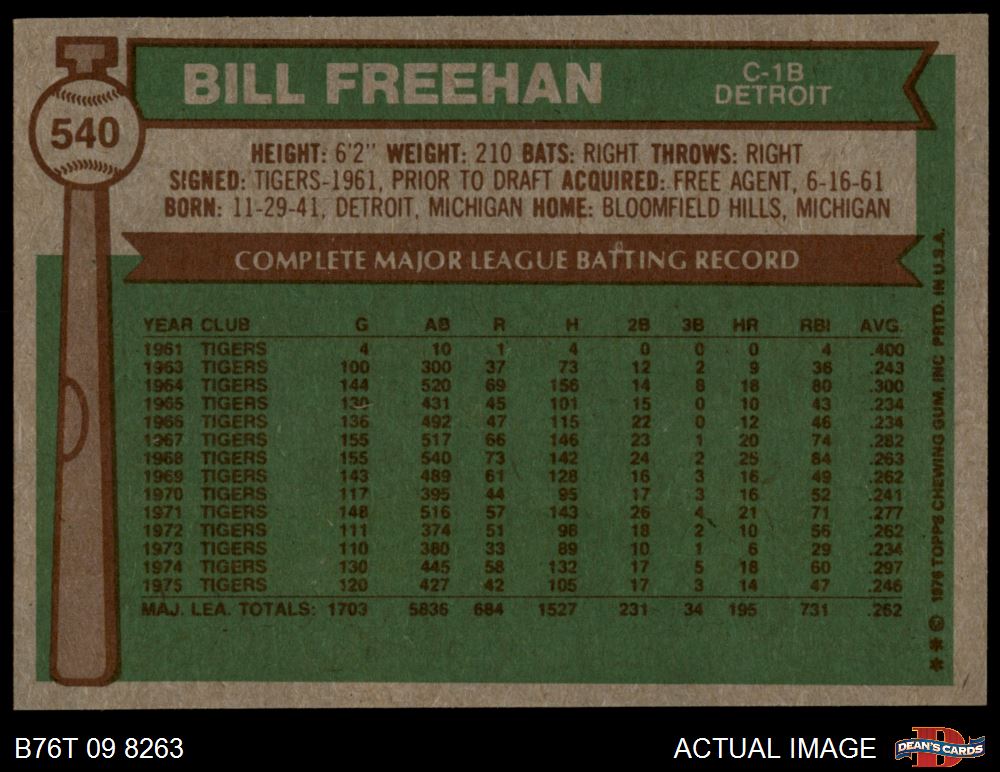 BILL FREEHAN
C-1B
DETROIT
540
HEIGHT: 6'2" WEIGHT: 210 BATS: RIGHT THROWS: RIGHT
SIGNED: TIGERS-1961, PRIOR TO DRAFT ACQUIRED: FREE AGENT, 6-16-61
BORN: 11-29-41, DETROIT, MICHIGAN HOME: BLOOMFIELD HILLS, MICHIGAN
COMPLETE MAJOR LEAGUE BATTING RECORD
YEAR CLUB G AB R H 2B 3B HR RBI AVG.
1961 TIGERS 4 10 1 4 0 0 0 4 .400
1963 TIGERS 100 300 37 73 12 2 9 36 .243
1964 TIGERS 144 520 69 156 14 8 18 80 .300
1965 TIGERS 130 431 45 101 15 0 10 43 .234
1966 TIGERS 136 492 47 115 22 0 12 46 .234
1967 TIGERS 155 517 66 146 23 1 20 74 .282
1968 TIGERS 155 540 73 142 24 2 25 84 .263
1969 TIGERS 143 489 61 128 16 3 16 49 .262
1970 TIGERS 117 395 44 95 17 3 16 52 .241
1971 TIGERS 148 516 57 143 26 4 21 71 .277
1972 TIGERS 111 374 51 98 18 2 10 56 .262
1973 TIGERS 110 380 33 89 10 1 6 29 .234
1974 TIGERS 130 445 58 132 17 5 18 60 .297
1975 TIGERS 120 427 42 105 17 3 14 47 .246
MAJ. LEA. TOTALS: 1703 5836 684 1527 231 34 195 731 .262
** © 1976 TOPPS CHEWING GUM, INC PRTD. IN U.S.A.
B76T 09 8263
ACTUAL IMAGE
D
DEAN'S CARDS